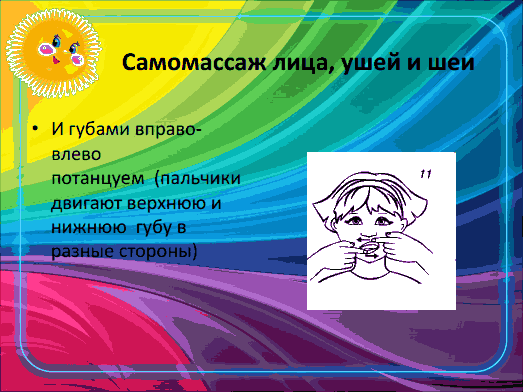 Самомассаж лица, ушей и шеи
• И губами вправо-
влево
потанцуем (пальчики
двигают верхнюю и
нижнюю губу в
разные стороны)
11